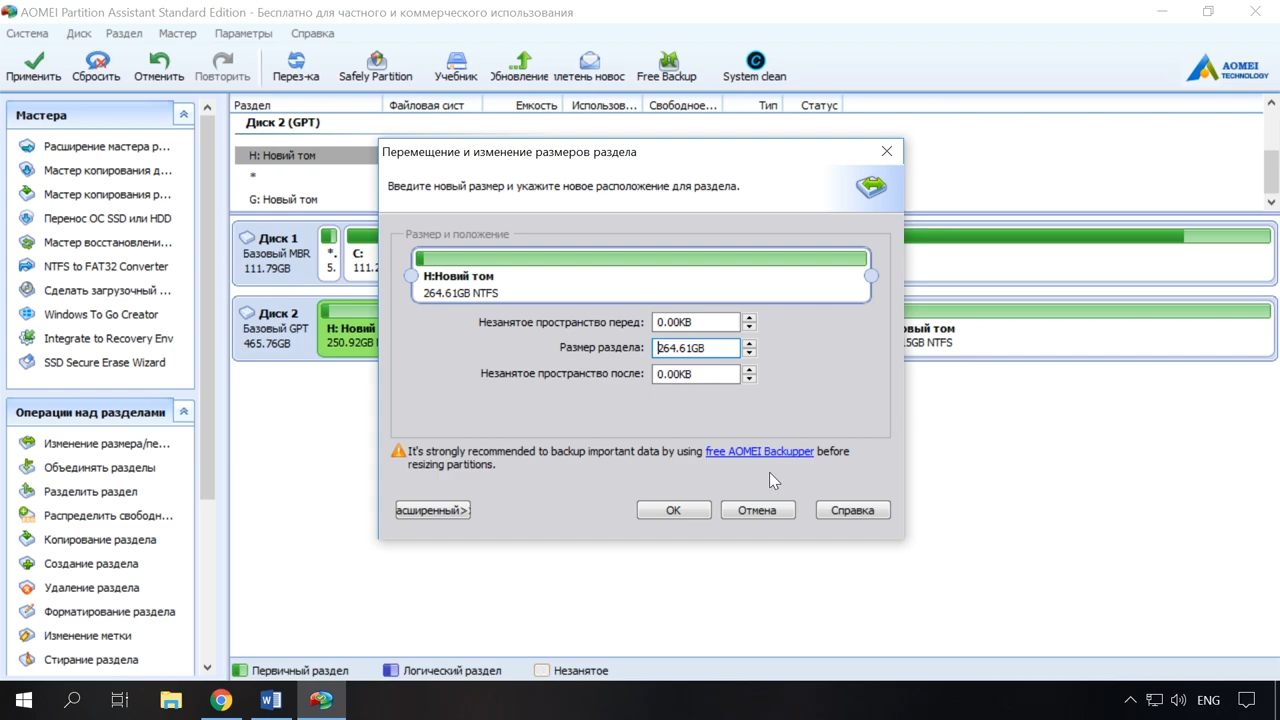 AOMEI Partition Assistant Standard Edition - Бесплатно для частного и коммерческого использования
Система Диск Раздел Мастер Параметры Справка
Применить Сбросить Отменить Повторить Перез-ка Safely Partition Учебник Обновление летень новос Free Backup System clean
AOMEI
TECHNOLOGY
Мастера
Расширение мастера р...
Мастер копирования д...
Мастер копирования р...
Перенос ОС SSD или HDD
Мастер восстановлени...
NTFS to FAT32 Converter
Сделать загрузочный ...
Windows To Go Creator
Integrate to Recovery Env
SSD Secure Erase Wizard
Операции над разделами
Изменение размера/пе...
Объединять разделы
Разделить раздел
Распределить свободн...
Копирование раздела
Создание раздела
Удаление раздела
Форматирование раздела
Изменение метки
Стирание раздела
Раздел Файловая сист Емкость Использов... Свободное... Тип Статус
Диск 2 (GPT)
H: Новий том
*
G: Новый том
Диск 1
Базовый MBR
111.79GB
*.
5.
C:
111.2
Диск 2
Базовый GPT
465.76GB
H: Новий
250.92GB
овый том
5GB NTFS
Перемещение и изменение размеров раздела
Введите новый размер и укажите новое расположение для раздела.
Размер и положение
H:Новий том
264.61GB NTFS
Незанятое пространство перед: 0.00KB
Размер раздела: 264.61GB
Незанятое пространство после: 0.00KB
It's strongly recommended to backup important data by using free AOMEI Backupper before
resizing partitions.
асширенный>> OK Отмена Справка
Первичный раздел Логический раздел Незанятое
ENG